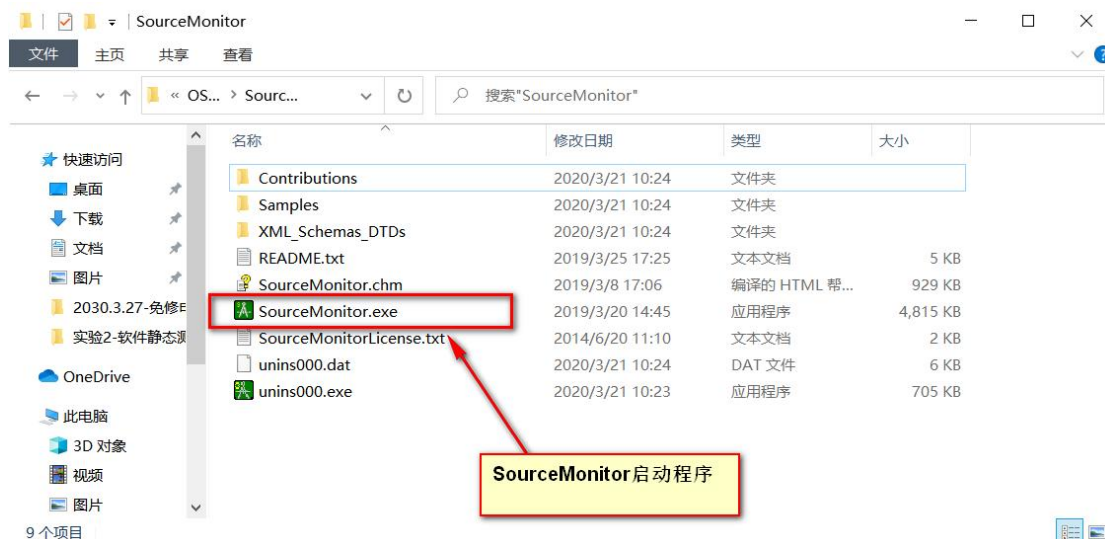 SourceMonitor
文件 主页 共享 查看
« OS... > Sourc... 搜索"SourceMonitor"
名称 修改日期 类型 大小
快速访问
桌面
下载
文档
图片
2030.3.27-免修
实验2-软件静态测
OneDrive
此电脑
3D 对象
视频
图片
Contributions 2020/3/21 10:24 文件夹
Samples 2020/3/21 10:24 文件夹
XML_Schemas_DTDs 2020/3/21 10:24 文件夹
README.txt 2019/3/25 17:25 文本文档 5 KB
SourceMonitor.chm 2019/3/8 17:06 编译的 HTML 帮... 929 KB
SourceMonitor.exe 2019/3/20 14:45 应用程序 4,815 KB
SourceMonitorLicense.txt 2014/6/20 11:10 文本文档 2 KB
unins000.dat 2020/3/21 10:24 DAT 文件 6 KB
unins000.exe 2020/3/21 10:23 应用程序 705 KB
SourceMonitor启动程序
9 个项目